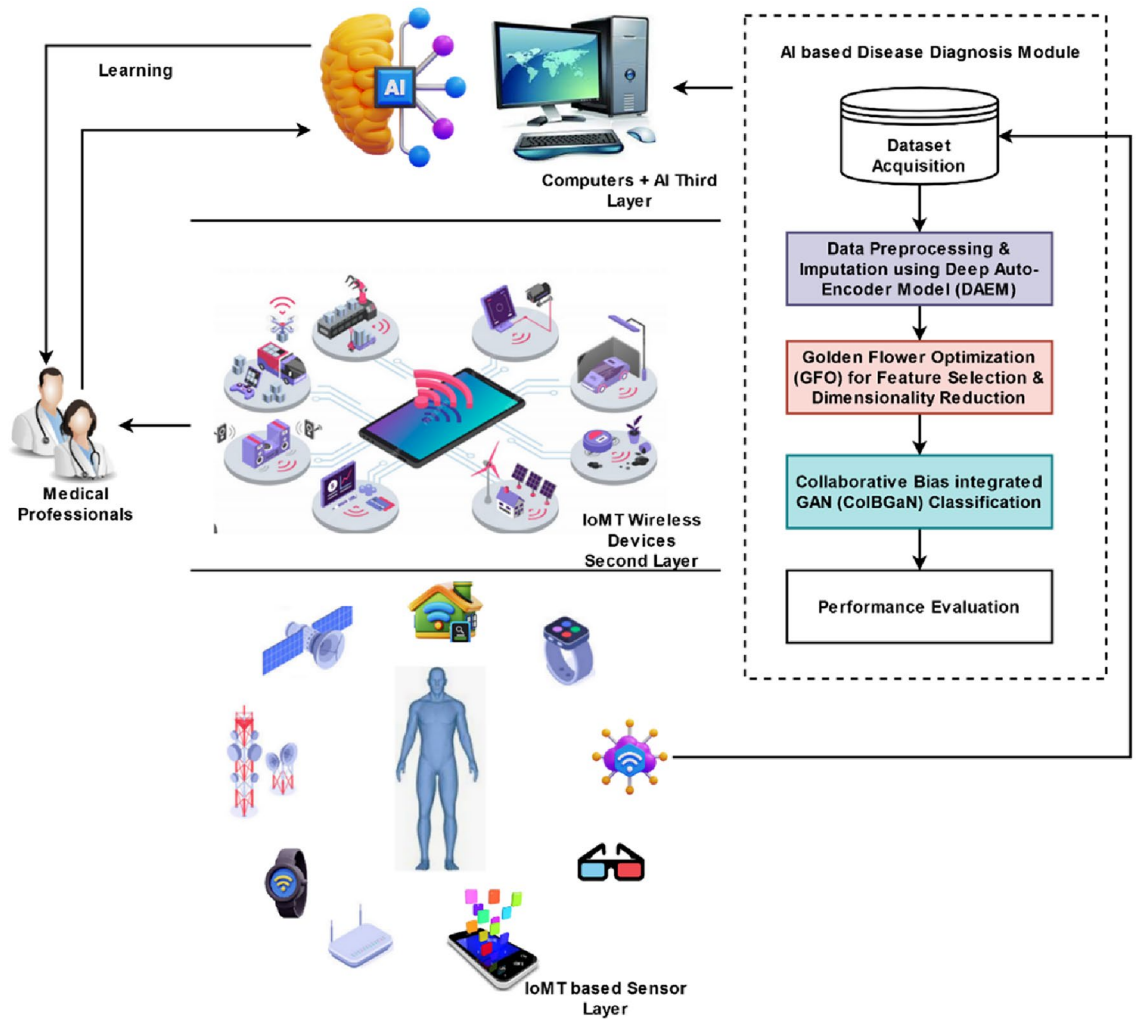 Learning
AI
Computers + AI Third
Layer
Medical
Professionals
IoMT Wireless
Devices
Second Layer
IoMT based Sensor
Layer
AI based Disease Diagnosis Module
Dataset
Acquisition
Data Preprocessing &
Imputation using Deep Auto-
Encoder Model (DAEM)
Golden Flower Optimization
(GFO) for Feature Selection &
Dimensionality Reduction
Collaborative Bias integrated
GAN (ColBGaN) Classification
Performance Evaluation